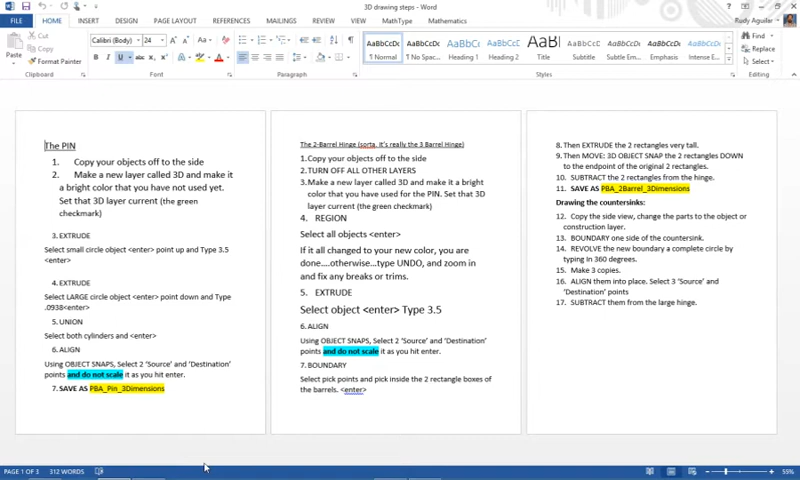 3D drawing steps - Word
Rudy Aguilar
FILE HOME INSERT DESIGN PAGE LAYOUT REFERENCES MAILINGS REVIEW VIEW MathType Mathematics
Paste
Cut
Copy
Format Painter
Clipboard
Calibri (Body) 24
Font
Paragraph
AaBbCcDc AaBbCcDc AaBbC AaBbCc AaBl AaBbCcD AaBbCcDc AaBbCcDc AaBbCcDc
¶ Normal ¶ No Spac... Heading 1 Heading 2 Title Subtitle Subtle Em... Emphasis Intense E...
Styles
Find
Replace
Select
Editing
The PIN
1. Copy your objects off to the side
2. Make a new layer called 3D and make it
a bright color that you have not used yet.
Set that 3D layer current (the green
checkmark)
3. EXTRUDE
Select small circle object <enter> point up and Type 3.5
<enter>
4. EXTRUDE
Select LARGE circle object <enter> point down and Type
.0938<enter>
5. UNION
Select both cylinders and <enter>
6. ALIGN
Using OBJECT SNAPS, Select 2 'Source' and 'Destination'
points and do not scale it as you hit enter.
7. SAVE AS PBA_Pin_3Dimensions
The 2-Barrel Hinge (sorta, it's really the 3 Barrel Hinge)
1.Copy your objects off to the side
2.TURN OFF ALL OTHER LAYERS
3.Make a new layer called 3D and make it a bright
color that you have used for the PIN. Set that 3D
layer current (the green checkmark)
4. REGION
Select all objects <enter>
If it all changed to your new color, you are
done....otherwise...type UNDO, and zoom in
and fix any breaks or trims.
5. EXTRUDE
Select object <enter> Type 3.5
6. ALIGN
Using OBJECT SNAPS, Select 2 'Source' and 'Destination'
points and do not scale it as you hit enter.
7. BOUNDARY
Select pick points and pick inside the 2 rectangle boxes of
the barrels. <enter>
8. Then EXTRUDE the 2 rectangles very tall.
9. Then MOVE: 3D OBJECT SNAP the 2 rectangles DOWN
to the endpoint of the original 2 rectangles.
10. SUBTRACT the 2 rectangles from the hinge.
11. SAVE AS PBA_2Barrel_3Dimensions
Drawing the countersinks:
12. Copy the side view, change the parts to the object or
construction layer.
13. BOUNDARY one side of the countersink.
14. REVOLVE the new boundary a complete circle by
typing in 360 degrees.
15. Make 3 copies.
16. ALIGN them into place. Select 3 'Source' and
'Destination' points
17. SUBTRACT them from the large hinge.
PAGE 1 OF 3 312 WORDS
55%